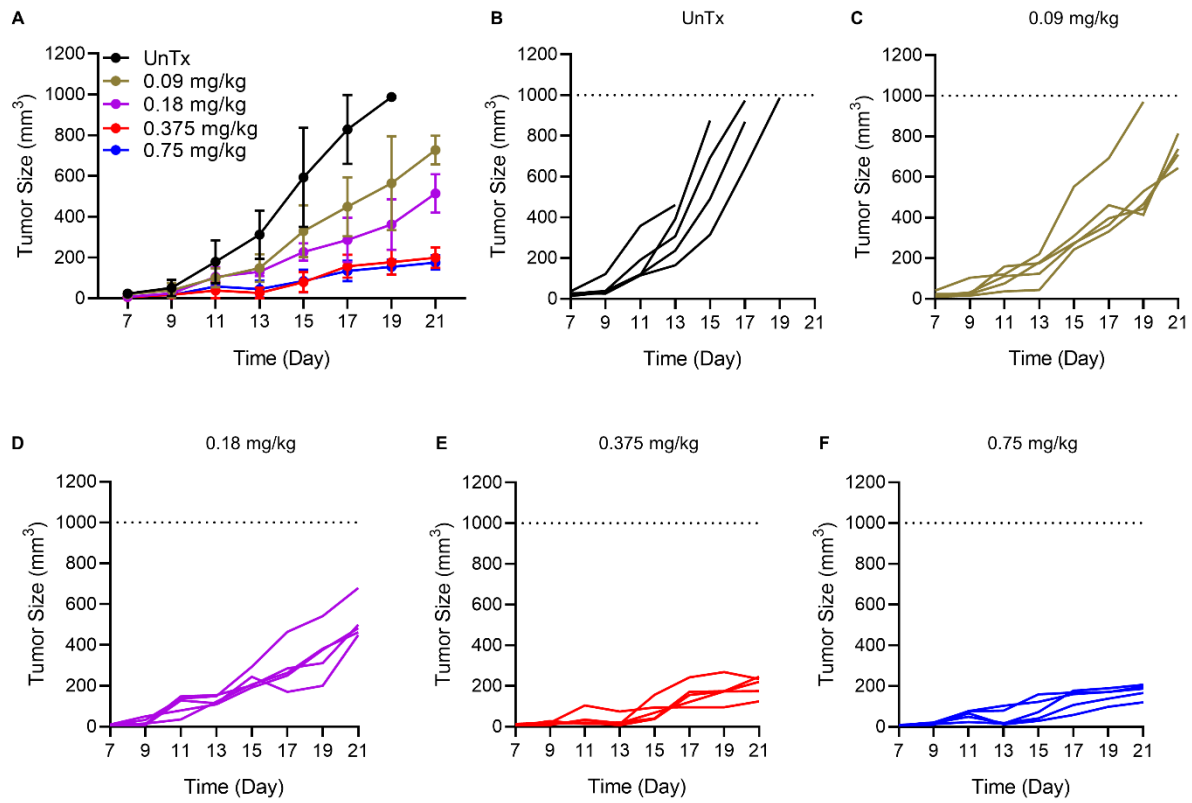 A
Tumor Size (mm³)
1200
1000
800
600
400
200
0
UnTx
0.09 mg/kg
0.18 mg/kg
0.375 mg/kg
0.75 mg/kg
7 9 11 13 15 17 19 21
Time (Day)
B
UnTx
Tumor Size (mm³)
1200
1000
800
600
400
200
0
7 9 11 13 15 17 19 21
Time (Day)
C
0.09 mg/kg
Tumor Size (mm³)
1200
1000
800
600
400
200
0
7 9 11 13 15 17 19 21
Time (Day)
D
0.18 mg/kg
Tumor Size (mm³)
1200
1000
800
600
400
200
0
7 9 11 13 15 17 19 21
Time (Day)
E
0.375 mg/kg
Tumor Size (mm³)
1200
1000
800
600
400
200
0
7 9 11 13 15 17 19 21
Time (Day)
F
0.75 mg/kg
Tumor Size (mm³)
1200
1000
800
600
400
200
0
7 9 11 13 15 17 19 21
Time (Day)